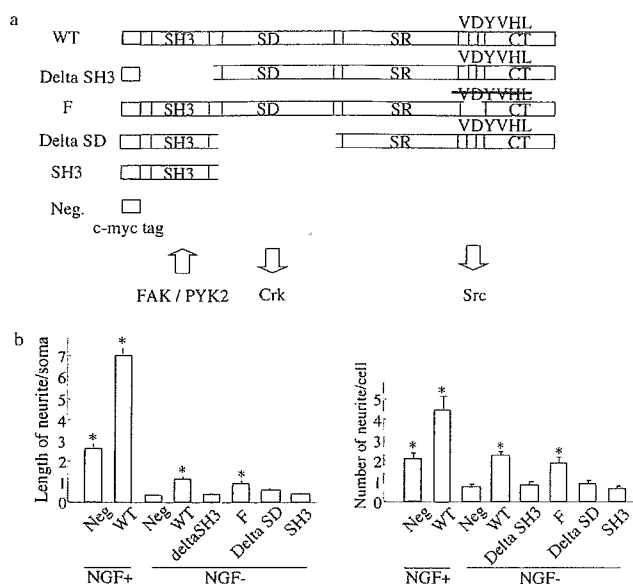 a
VDYVHL
WT SH3 SD SR CT
VDYVHL
Delta SH3 SD SR CT
VDYVHL
F SH3 SD SR CT
VDYVHL
Delta SD SH3 SR CT
SH3 SH3
Neg.
c-myc tag
FAK / PYK2 Crk Src
b
Length of neurite/soma
7
6
5
4
3
2
1
0
* * * *
Neg WT Neg WT deltaSH3 F Delta SD SH3
NGF+ NGF-
Number of neurite/cell
5
4
3
2
1
0
* * * *
Neg WT Neg WT Delta SH3 F Delta SD SH3
NGF+ NGF-